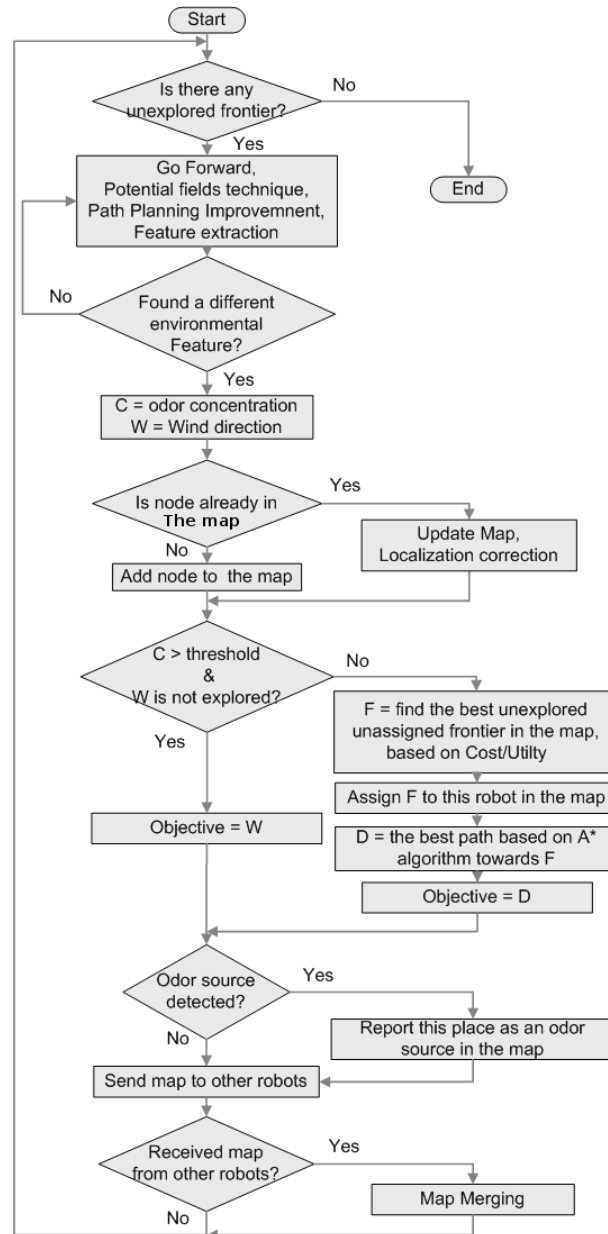 Start
Is there any
unexplored frontier?
No
Yes
End
Go Forward,
Potential fields technique,
Path Planning Improvemnent,
Feature extraction
No
Found a different
environmental
Feature?
Yes
C = odor concentration
W = Wind direction
Yes
Is node already in
The map
No
Update Map,
Localization correction
Add node to the map
C > threshold
&
W is not explored?
No
Yes
F = find the best unexplored
unassigned frontier in the map,
based on Cost/Utilty
Assign F to this robot in the map
Objective = W
D = the best path based on A*
algorithm towards F
Objective = D
Odor source
detected?
Yes
No
Report this place as an odor
source in the map
Send map to other robots
Received map
from other robots?
Yes
No
Map Merging